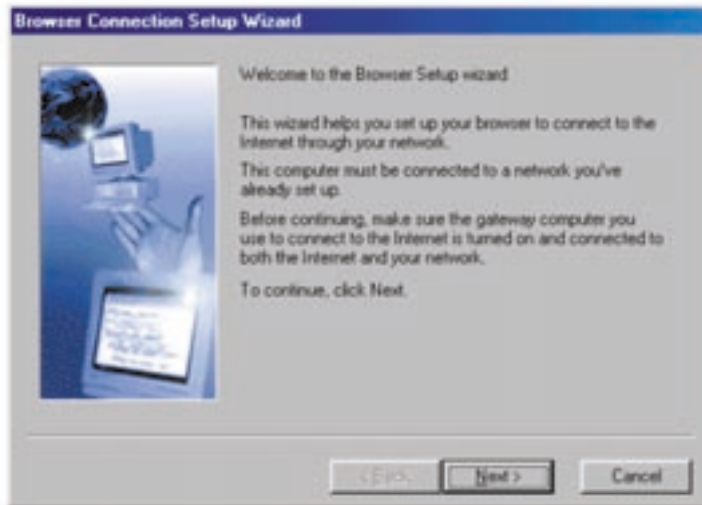 Browser Connection Setup Wizard
Welcome to the Browser Setup wizard
This wizard helps you set up your browser to connect to the
Internet through your network.
This computer must be connected to a network you've
already set up.
Before continuing, make sure the gateway computer you
use to connect to the Internet is turned on and connected to
both the Internet and your network.
To continue, click Next.
< Back
Next >
Cancel